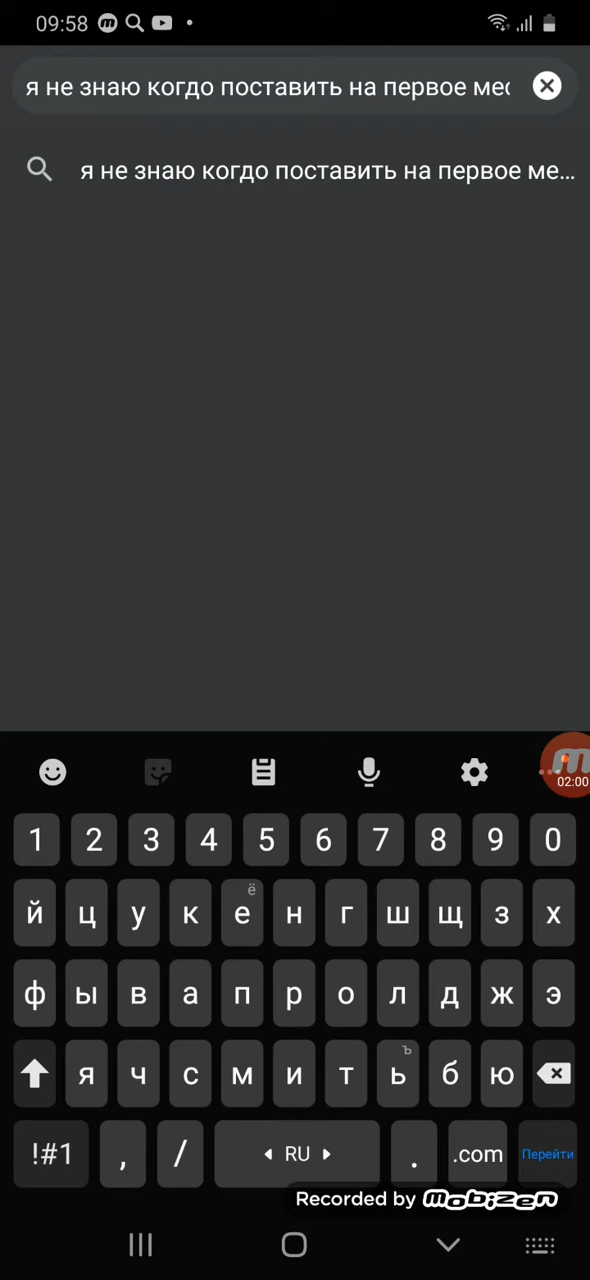 09:58
я не знаю когдо поставить на первое мес
я не знаю когдо поставить на первое ме...
02:00
1 2 3 4 5 6 7 8 9 0
ё
й ц у к е н г ш щ з х
ф ы в а п р о л д ж э
ъ
я ч с м и т ь б ю
!#1 , / RU . .com Перейти
Recorded by mobizen